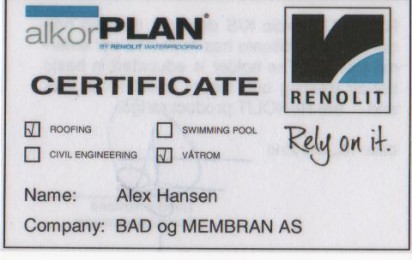 alkorPLAN®
BY RENOLIT WATERPROOFING
RENOLIT
CERTIFICATE
Rely on it.
ROOFING
SWIMMING POOL
CIVIL ENGINEERING
VÅTROM
Name: Alex Hansen
Company: BAD og MEMBRAN AS